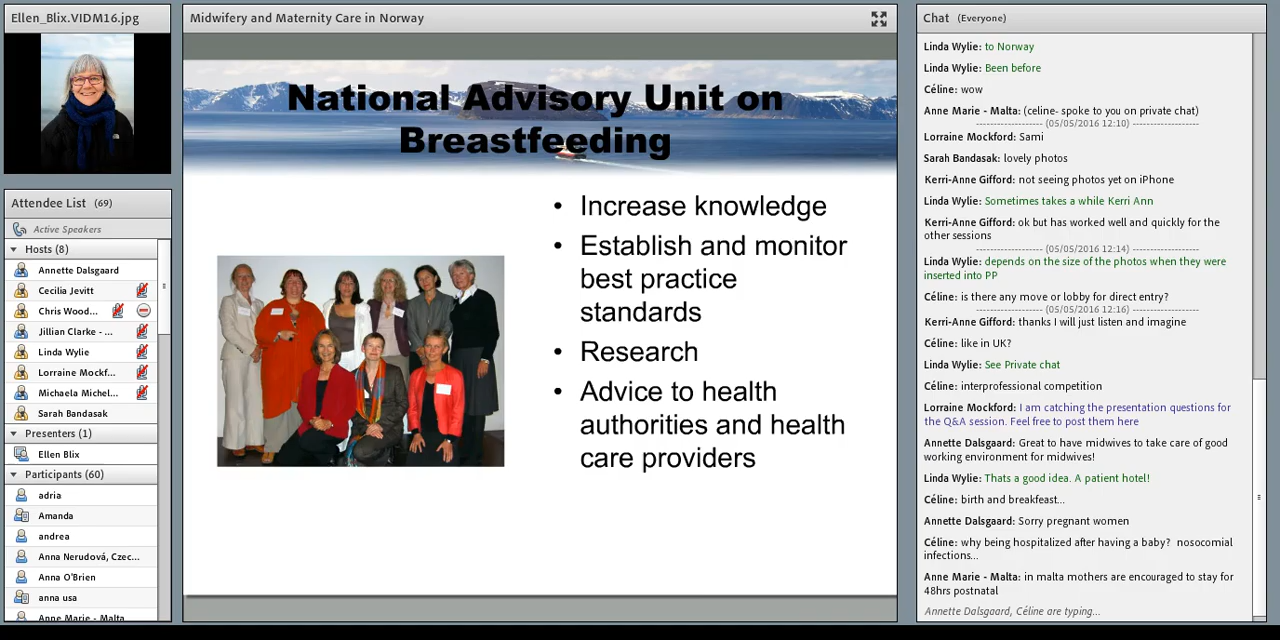 Ellen_Blix.VIDM16.jpg
Attendee List (69)
Active Speakers
Hosts (8)
Annette Dalsgaard
Cecilia Jevitt
Chris Wood...
Jillian Clarke - ...
Linda Wylie
Lorraine Mockf...
Michaela Michel...
Sarah Bandasak
Presenters (1)
Ellen Blix
Participants (60)
adria
Amanda
andrea
Anna Nerudová, Czec...
Anna O'Brien
anna usa
Anne Marie - Malta
Midwifery and Maternity Care in Norway
National Advisory Unit on
Breastfeeding
• Increase knowledge
• Establish and monitor
best practice
standards
• Research
• Advice to health
authorities and health
care providers
Chat (Everyone)
Linda Wylie: to Norway
Linda Wylie: Been before
Céline: wow
Anne Marie - Malta: (celine- spoke to you on private chat)
------------------ (05/05/2016 12:10) ------------------
Lorraine Mockford: Sami
Sarah Bandasak: lovely photos
Kerri-Anne Gifford: not seeing photos yet on iPhone
Linda Wylie: Sometimes takes a while Kerri Ann
Kerri-Anne Gifford: ok but has worked well and quickly for the
other sessions
------------------ (05/05/2016 12:14) ------------------
Linda Wylie: depends on the size of the photos when they were
inserted into PP
Céline: is there any move or lobby for direct entry?
------------------ (05/05/2016 12:16) ------------------
Kerri-Anne Gifford: thanks I will just listen and imagine
Céline: like in UK?
Linda Wylie: See Private chat
Céline: interprofessional competition
Lorraine Mockford: I am catching the presentation questions for
the Q&A session. Feel free to post them here
Annette Dalsgaard: Great to have midwives to take care of good
working environment for midwives!
Linda Wylie: Thats a good idea. A patient hotel!
Céline: birth and breakfeast...
Annette Dalsgaard: Sorry pregnant women
Céline: why being hospitalized after having a baby? nosocomial
infections...
Anne Marie - Malta: in malta mothers are encouraged to stay for
48hrs postnatal
Annette Dalsgaard, Céline are typing...